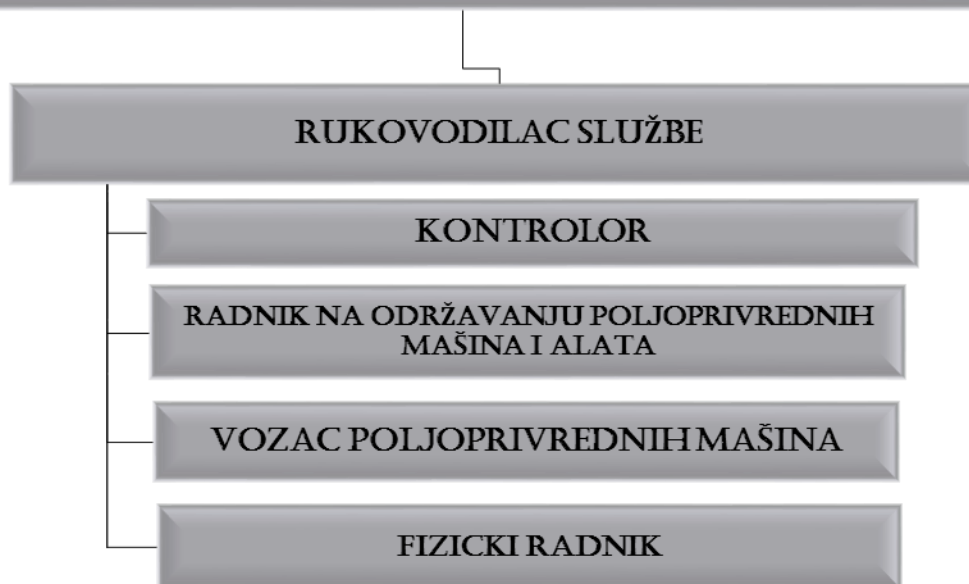 RUKOVODILAC SLUŽBE
KONTROLOR
RADNIK NA ODRŽAVANJU POLJOPRIVREDNIH
MAŠINA I ALATA
VOZAC POLJOPRIVREDNIH MAŠINA
FIZICKI RADNIK